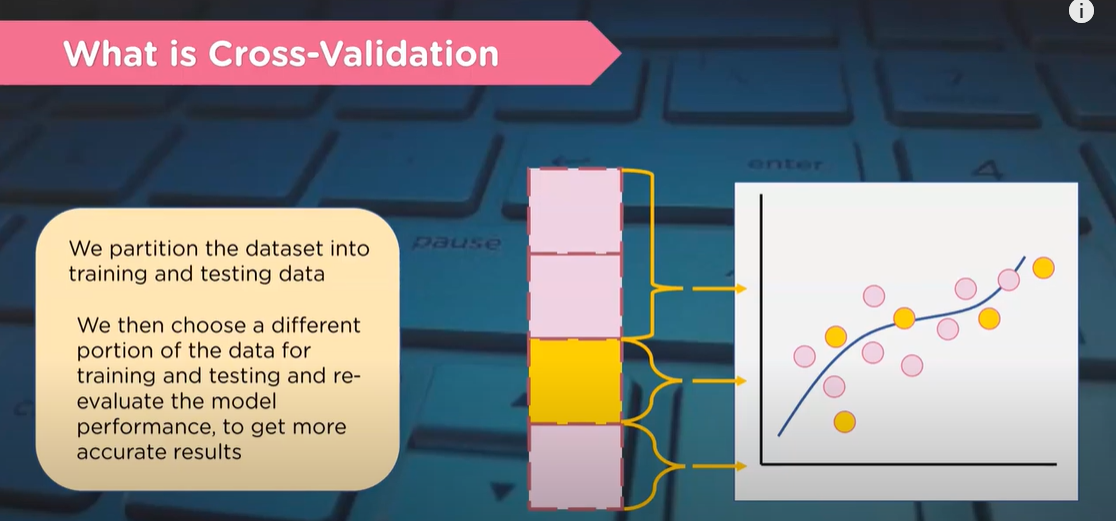 What is Cross-Validation
i
enter
4
pause
We partition the dataset into
training and testing data
We then choose a different
portion of the data for
training and testing and re-
evaluate the model
performance, to get more
accurate results